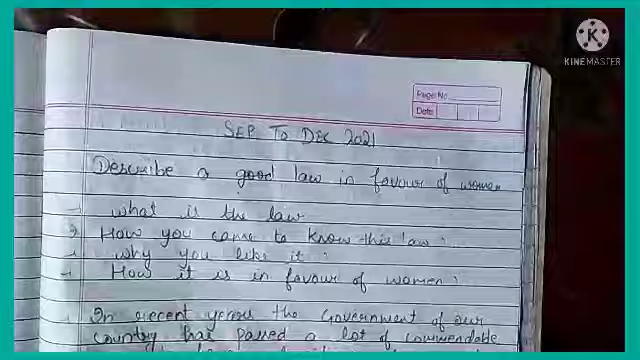 KINEMASTER
Page No.
Date
SEP TO DEC 2021
Describe a good law in favour of women
what is the law
How you came to know this law:
why you like it:
How it is in favour of women:
In recent years the Government of our
country has passed a lot of commendable